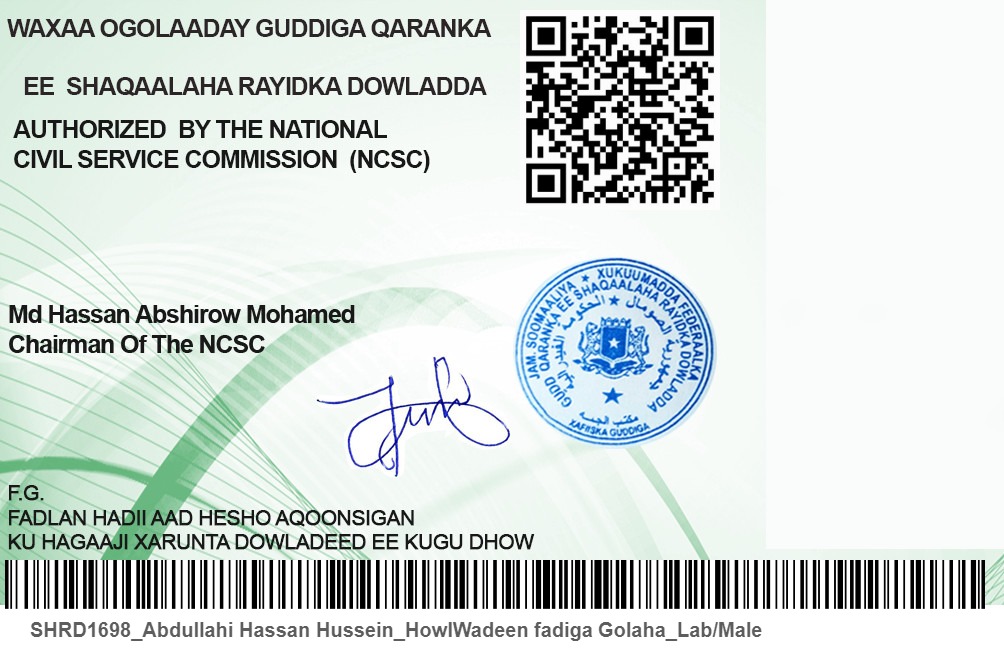 WAXAA OGOLAADAY GUDDIGA QARANKA
EE SHAQAALAHA RAYIDKA DOWLADDA
AUTHORIZED BY THE NATIONAL
CIVIL SERVICE COMMISSION (NCSC)
Md Hassan Abshirow Mohamed
Chairman Of The NCSC
JAM. SOOMAALIYA ★ XUKUUMADDA FEDERAALKA
GUDD QARANKA EE SHAQAALAHA RAYIDKA DOWLADDA
XAFIISKA GUDDIGA
F.G.
FADLAN HADII AAD HESHO AQOONSIGAN
KU HAGAAJI XARUNTA DOWLADEED EE KUGU DHOW
SHRD1698_Abdullahi Hassan Hussein_HowlWadeen fadiga Golaha_Lab/Male